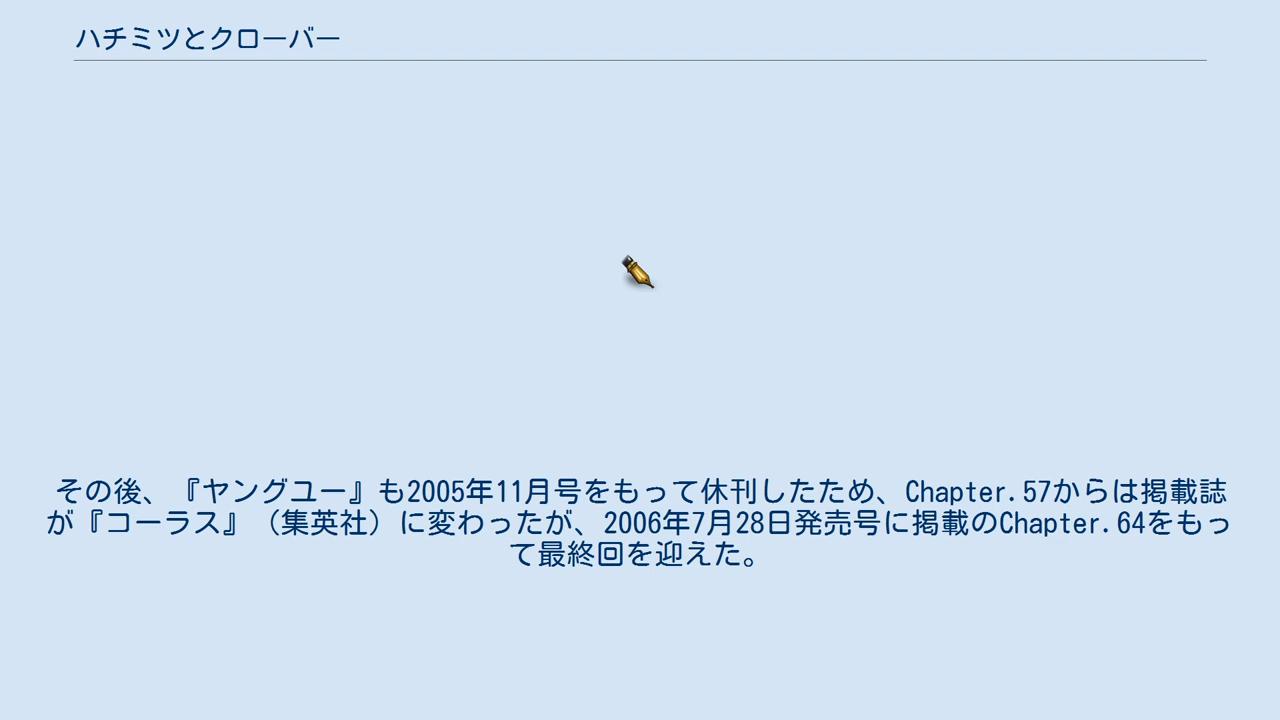 ハチミツとクローバー
その後、『ヤングユー』も2005年11月号をもって休刊したため、Chapter.57からは掲載誌
が『コーラス』（集英社）に変わったが、2006年7月28日発売号に掲載のChapter.64をもっ
て最終回を迎えた。